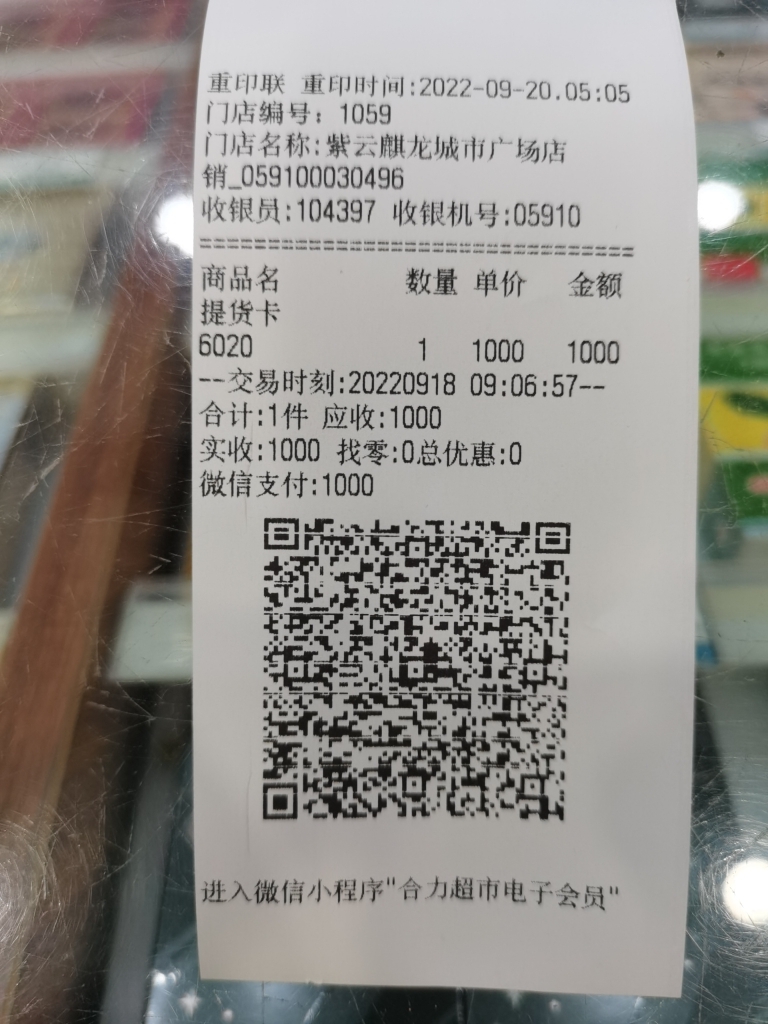 重印联 重印时间:2022-09-20.05:05
门店编号: 1059
门店名称:紫云麒龙城市广场店
销_059100030496
收银员:104397 收银机号:05910
==================================
商品名 数量 单价 金额
提货卡
6020 1 1000 1000
--交易时刻:20220918 09:06:57--
合计:1件 应收:1000
实收:1000 找零:0总优惠:0
微信支付:1000
进入微信小程序"合力超市电子会员"